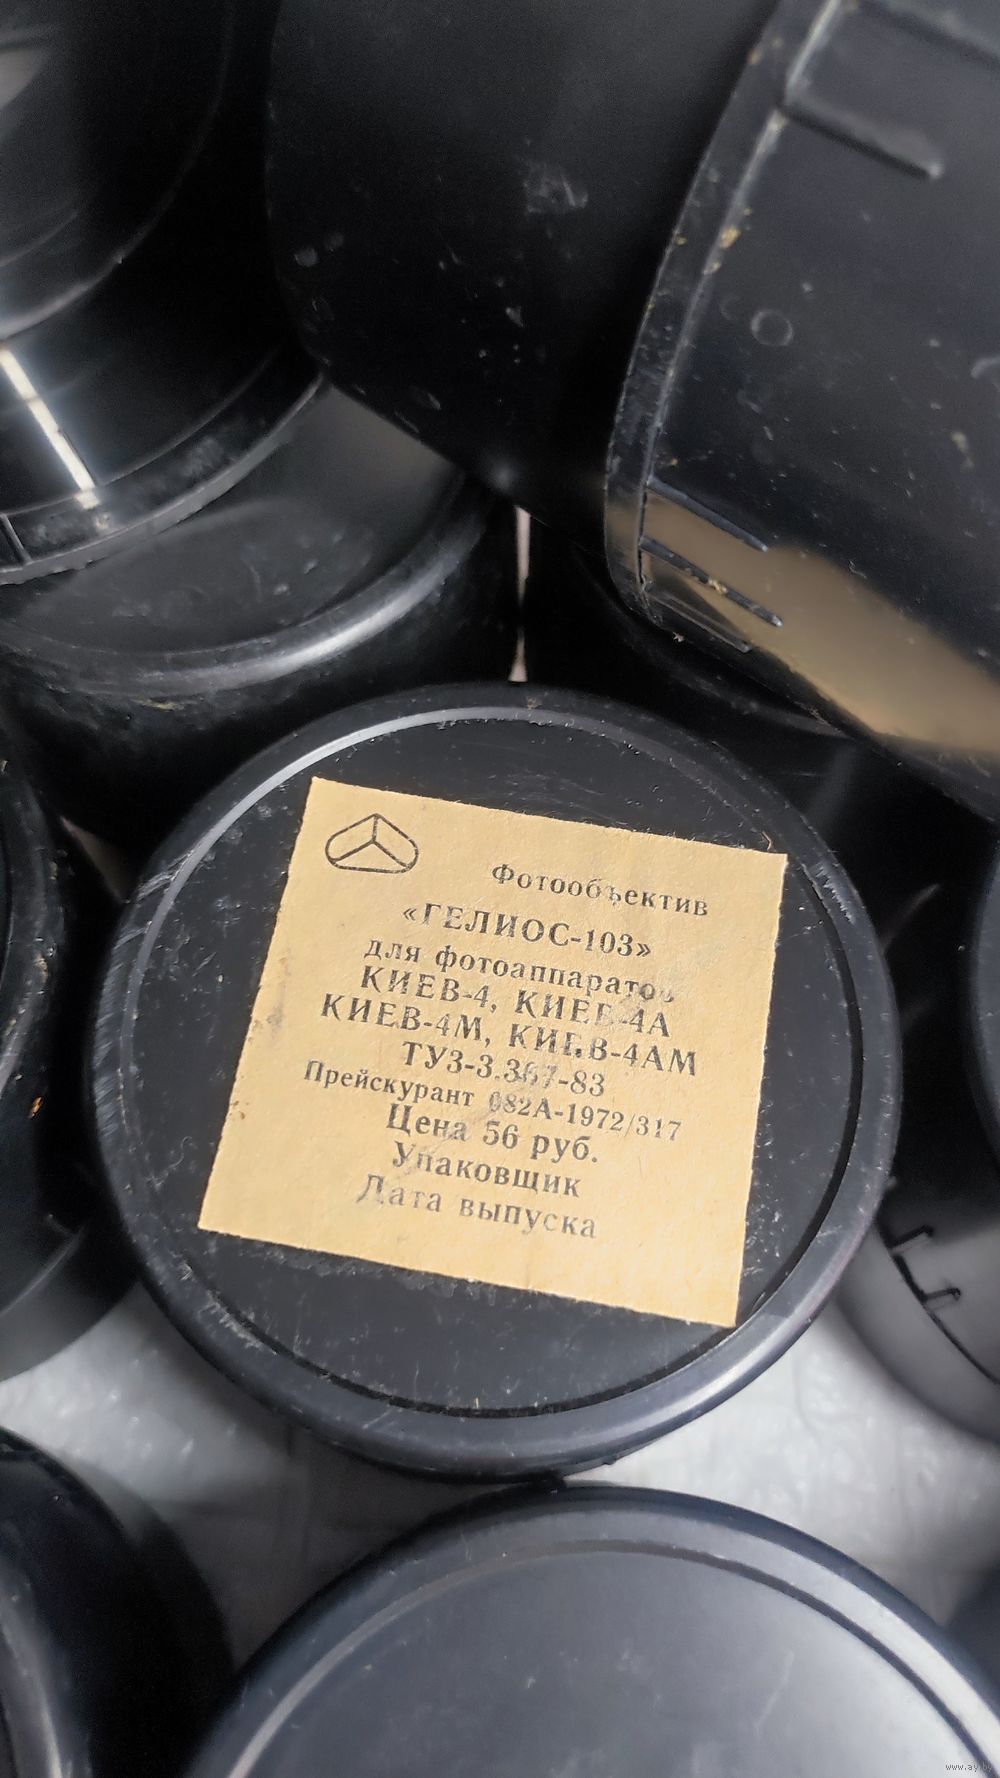 Фотообъектив
«ГЕЛИОС-103»
для фотоаппаратов
КИЕВ-4, КИЕВ-4А
КИЕВ-4М, КИЕВ-4АМ
ТУ3-3.367-83
Прейскурант 082А-1972/317
Цена 56 руб.
Упаковщик
Дата выпуска